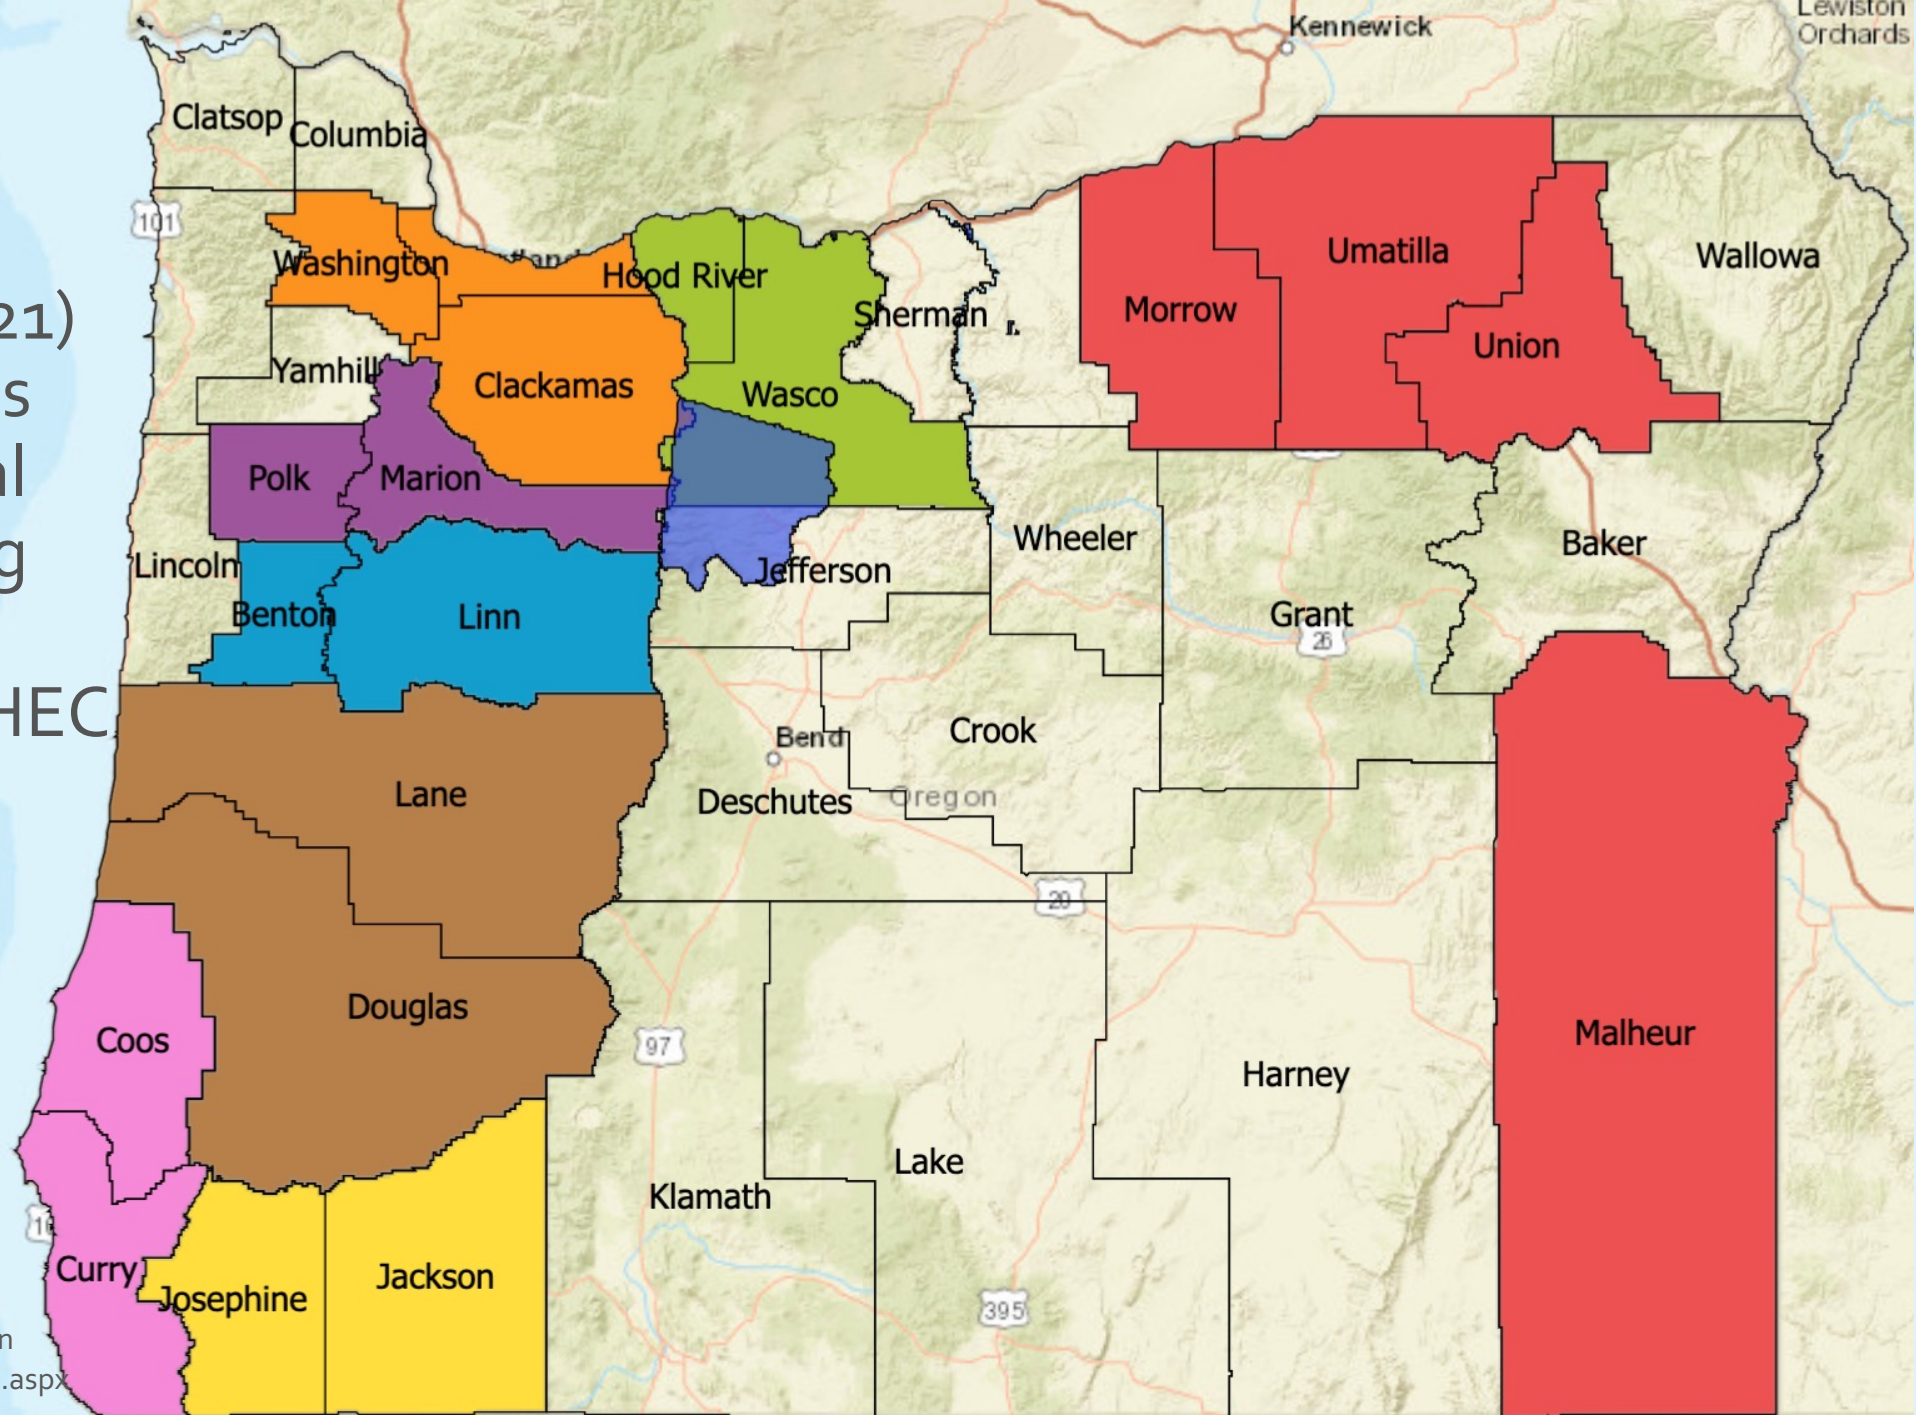 Lewiston
Orchards
Kennewick
Clatsop
Columbia
101
Washington
Hood River
Umatilla
Wallowa
Morrow
Sherman
21)
Union
Yamhill
Clackamas
Wasco
s
al
Polk
Marion
Wheeler
Baker
g
Lincoln
Jefferson
Benton
Linn
Grant
26
HEC
Crook
Bend
Lane
Oregon
Deschutes
20
Douglas
Malheur
Coos
97
Harney
Lake
Klamath
Curry
Jackson
Josephine
395
n
.aspx